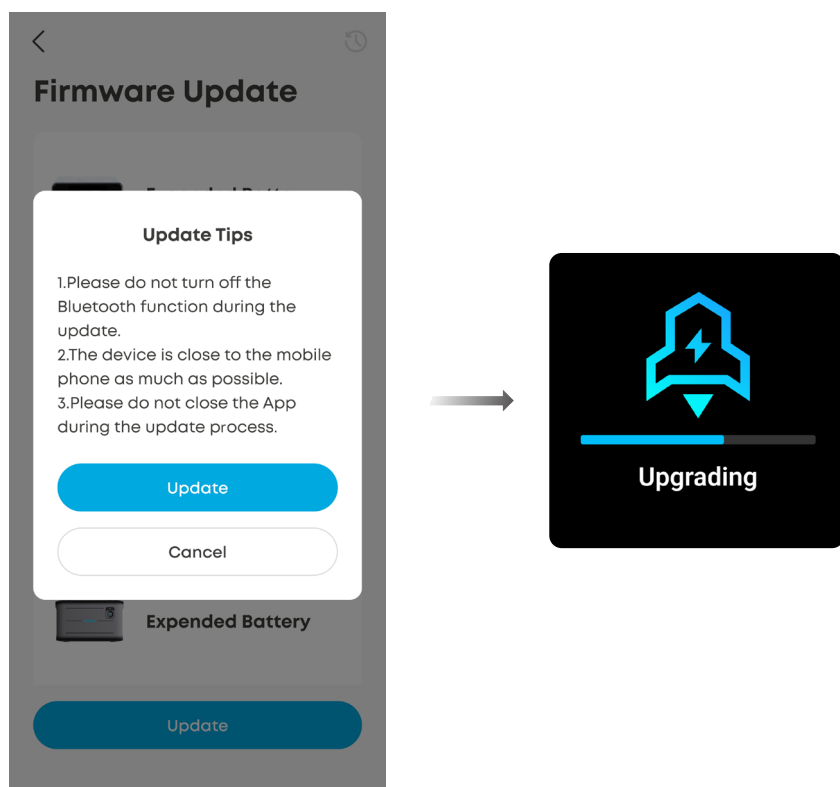 Firmware Update
Update Tips
1.Please do not turn off the
Bluetooth function during the
update.
2.The device is close to the mobile
phone as much as possible.
3.Please do not close the App
during the update process.
Update
Cancel
Expended Battery
Update
Upgrading